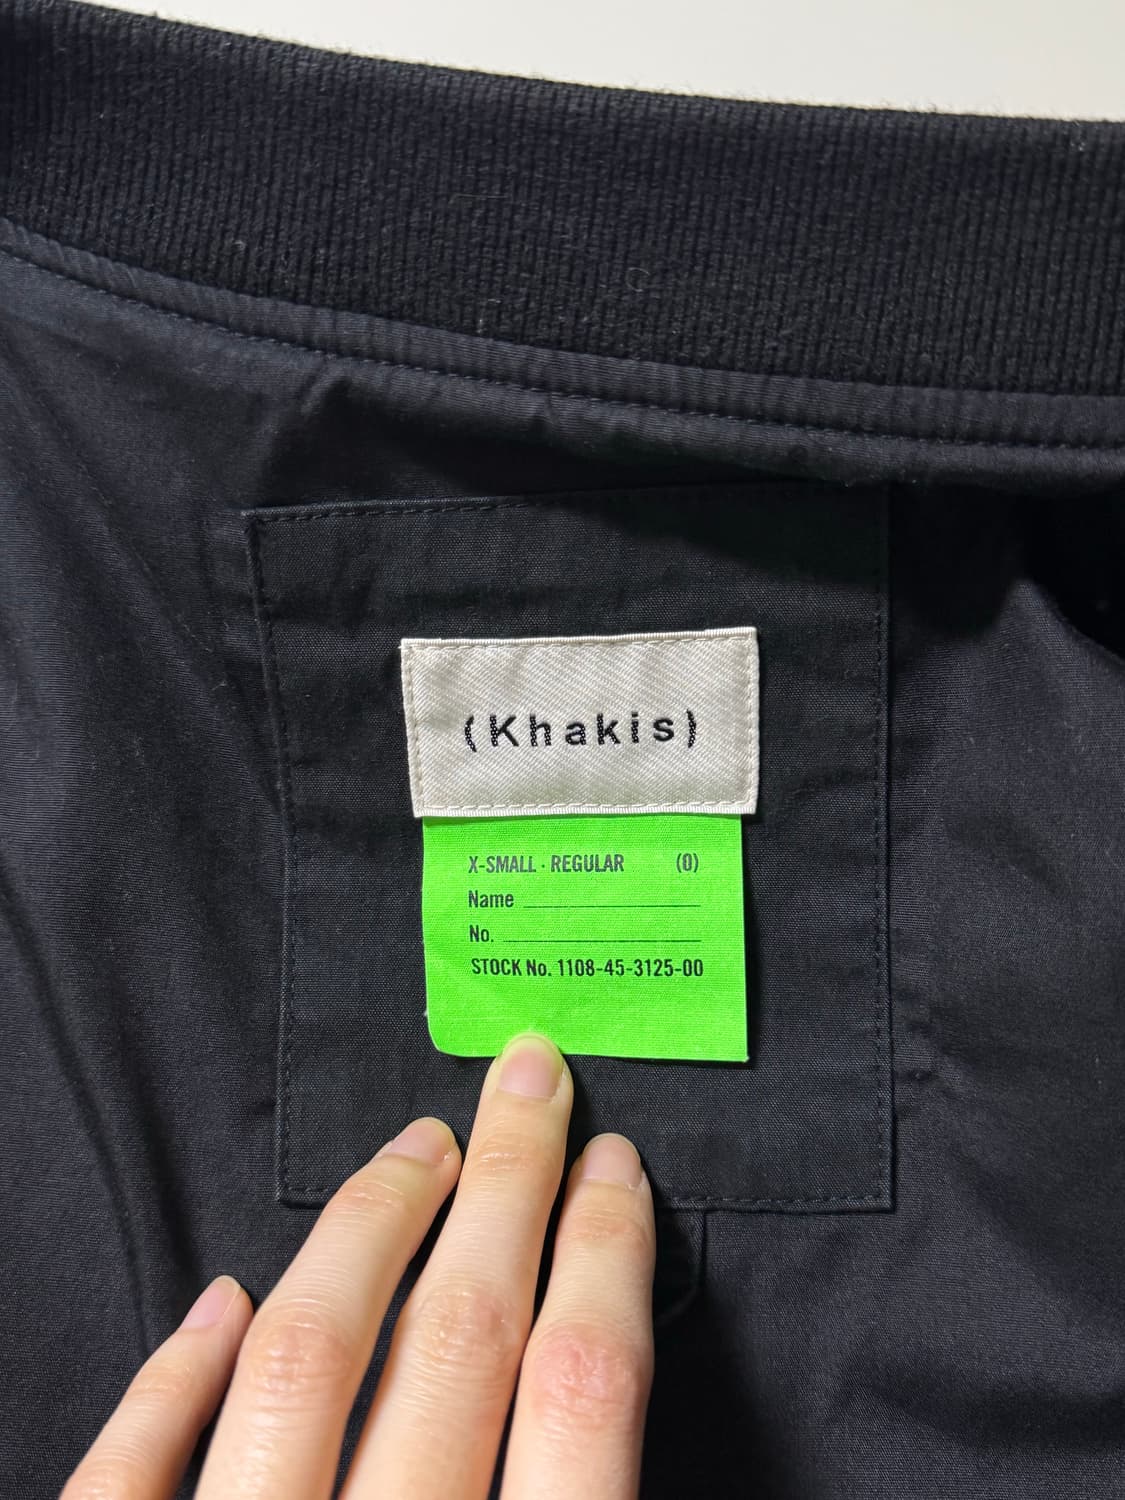 (Khakis)
X-SMALL · REGULAR (0)
Name
No.
STOCK No. 1108-45-3125-00